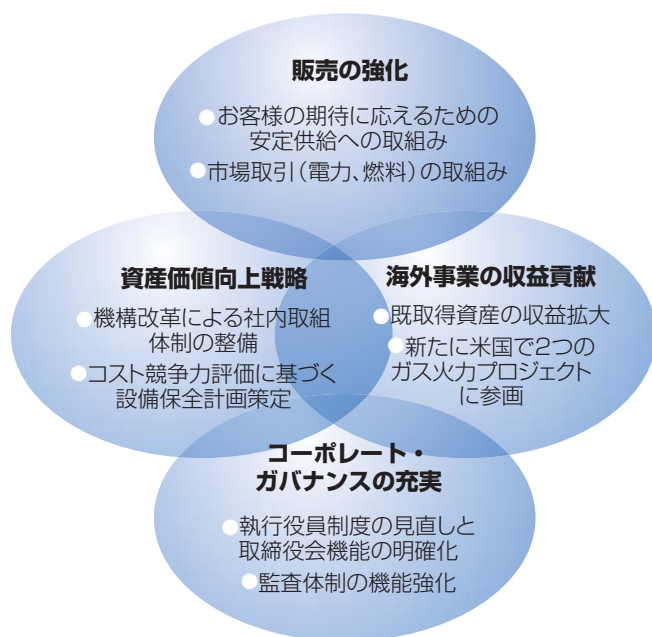 販売の強化
●お客様の期待に応えるための
安定供給への取組み
●市場取引（電力、燃料）の取組み
資産価値向上戦略
●機構改革による社内取組
体制の整備
●コスト競争力評価に基づく
設備保全計画策定
海外事業の収益貢献
●既取得資産の収益拡大
●新たに米国で2つの
ガス火力プロジェクト
に参画
コーポレート・
ガバナンスの充実
●執行役員制度の見直しと
取締役会機能の明確化
●監査体制の機能強化